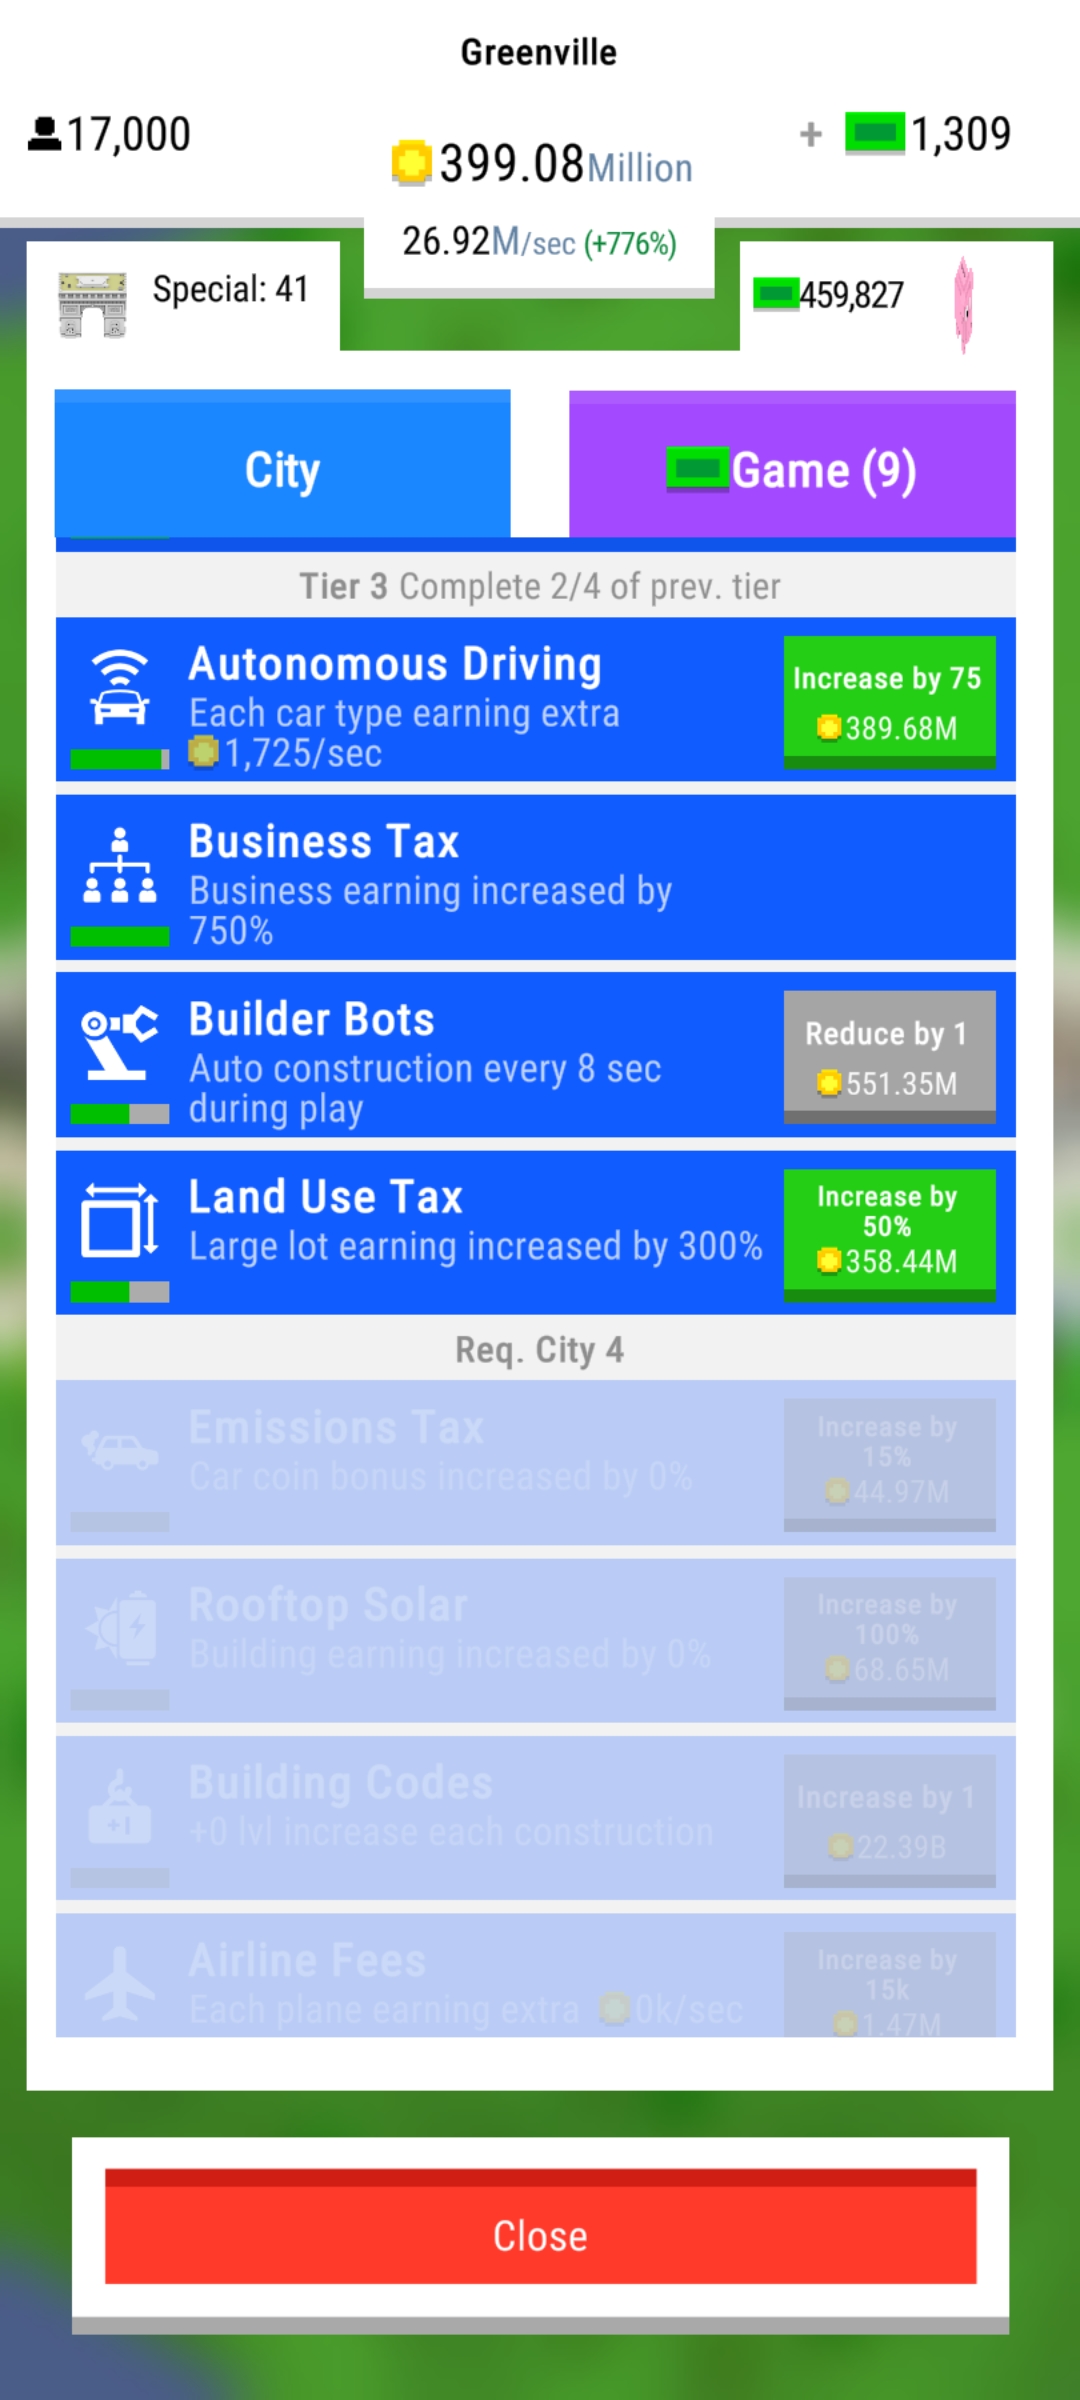 Greenville
17,000
399.08Million
+ 1,309
26.92M/sec (+776%)
Special: 41
459,827
City
Game (9)
Tier 3 Complete 2/4 of prev. tier
Autonomous Driving
Each car type earning extra
1,725/sec
Increase by 75
389.68M
Business Tax
Business earning increased by
750%
Builder Bots
Auto construction every 8 sec
during play
Reduce by 1
551.35M
Land Use Tax
Large lot earning increased by 300%
Increase by
50%
358.44M
Req. City 4
Emissions Tax
Car coin bonus increased by 0%
Increase by
15%
44.97M
Rooftop Solar
Building earning increased by 0%
Increase by
100%
68.65M
Building Codes
+0 lvl increase each construction
+1
Increase by 1
22.39B
Airline Fees
Each plane earning extra 0k/sec
Increase by
15k
1.47M
Close